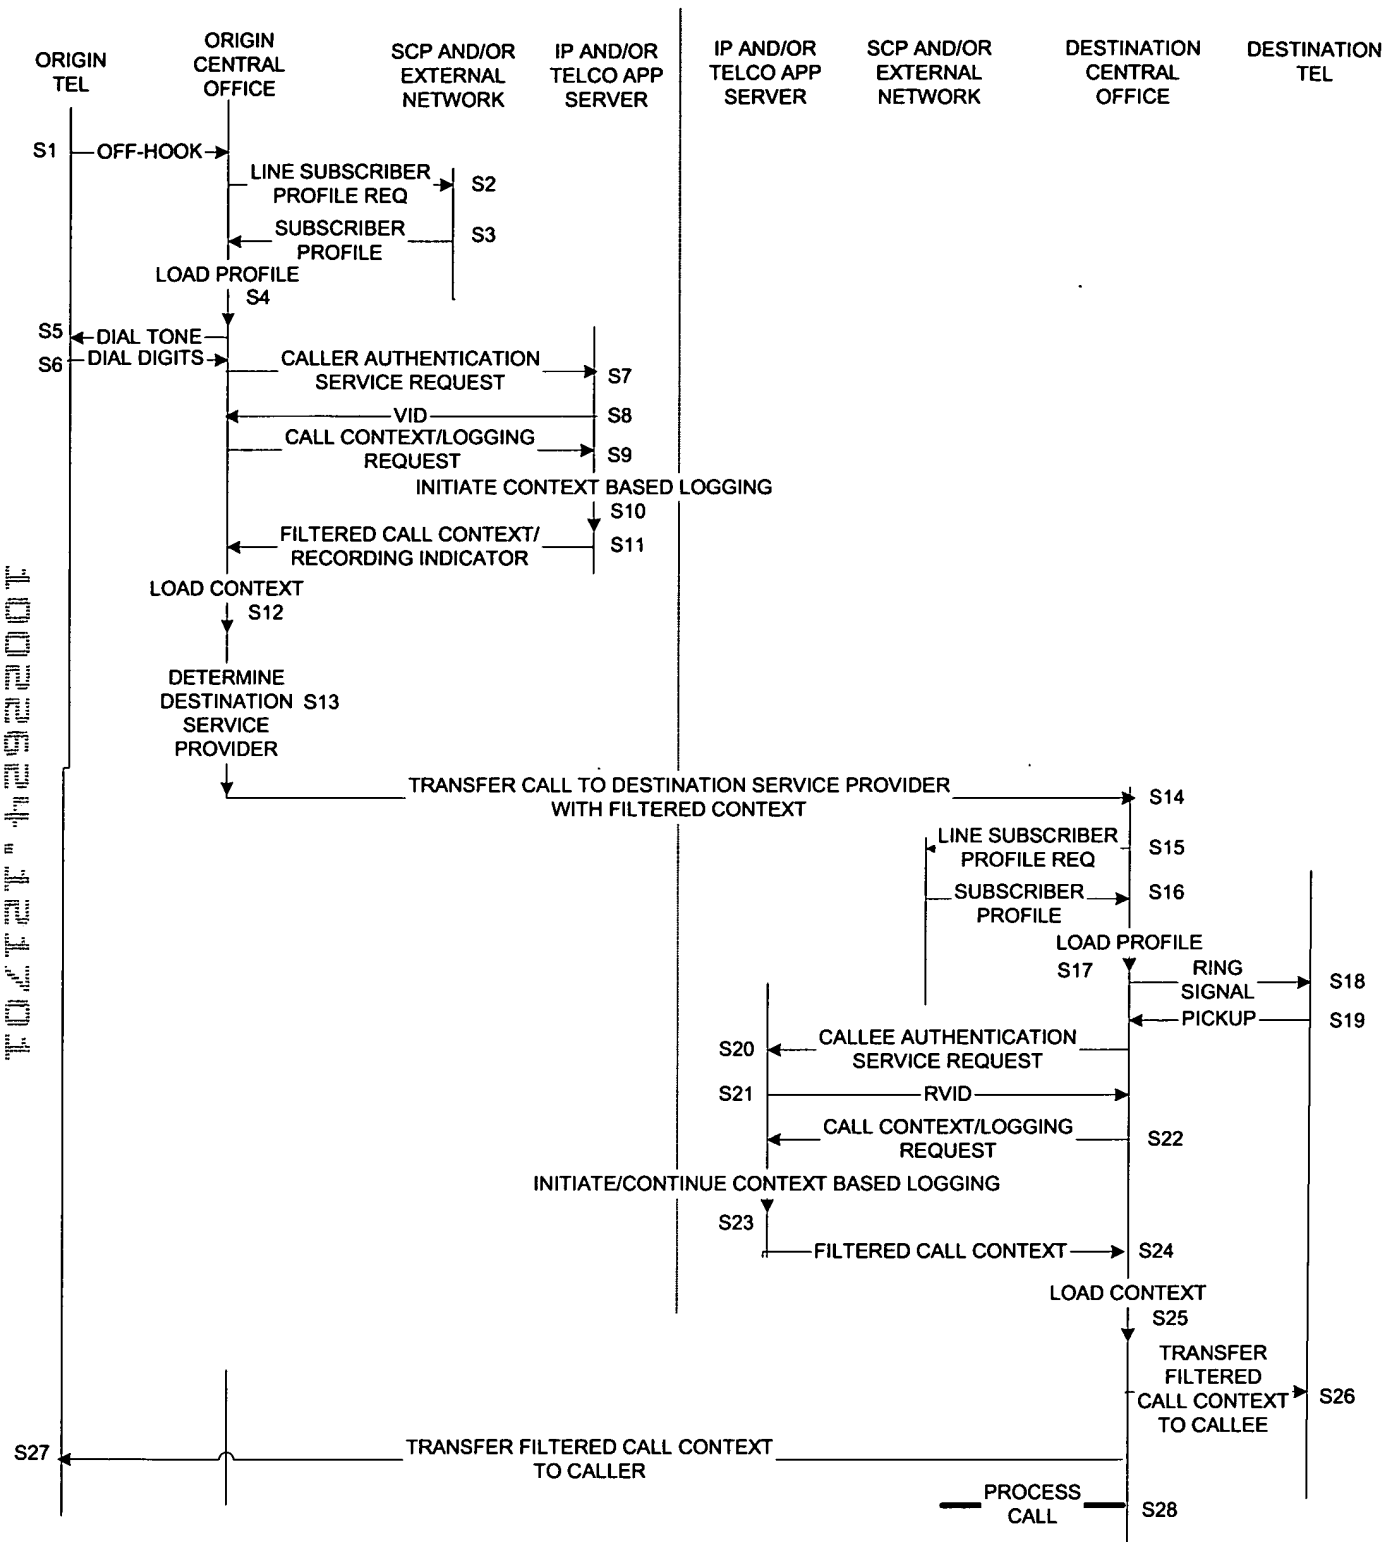 ORIGIN
TEL
ORIGIN
CENTRAL
OFFICE
SCP AND/OR
EXTERNAL
NETWORK
IP AND/OR
TELCO APP
SERVER
IP AND/OR
TELCO APP
SERVER
SCP AND/OR
EXTERNAL
NETWORK
DESTINATION
CENTRAL
OFFICE
DESTINATION
TEL
S1
OFF-HOOK
LINE SUBSCRIBER
PROFILE REQ
S2
SUBSCRIBER
PROFILE
S3
LOAD PROFILE
S4
S5
DIAL TONE
S6
DIAL DIGITS
CALLER AUTHENTICATION
SERVICE REQUEST
S7
VID
S8
CALL CONTEXT/LOGGING
REQUEST
S9
INITIATE CONTEXT BASED LOGGING
S10
FILTERED CALL CONTEXT/
RECORDING INDICATOR
S11
LOAD CONTEXT
S12
DETERMINE
DESTINATION
SERVICE
PROVIDER
S13
TRANSFER CALL TO DESTINATION SERVICE PROVIDER
WITH FILTERED CONTEXT
S14
LINE SUBSCRIBER
PROFILE REQ
S15
SUBSCRIBER
PROFILE
S16
LOAD PROFILE
S17
RING
SIGNAL
S18
PICKUP
S19
S20
CALLEE AUTHENTICATION
SERVICE REQUEST
S21
RVID
CALL CONTEXT/LOGGING
REQUEST
S22
INITIATE/CONTINUE CONTEXT BASED LOGGING
S23
FILTERED CALL CONTEXT
S24
LOAD CONTEXT
S25
TRANSFER
FILTERED
CALL CONTEXT
TO CALLEE
S26
S27
TRANSFER FILTERED CALL CONTEXT
TO CALLER
PROCESS
CALL
S28